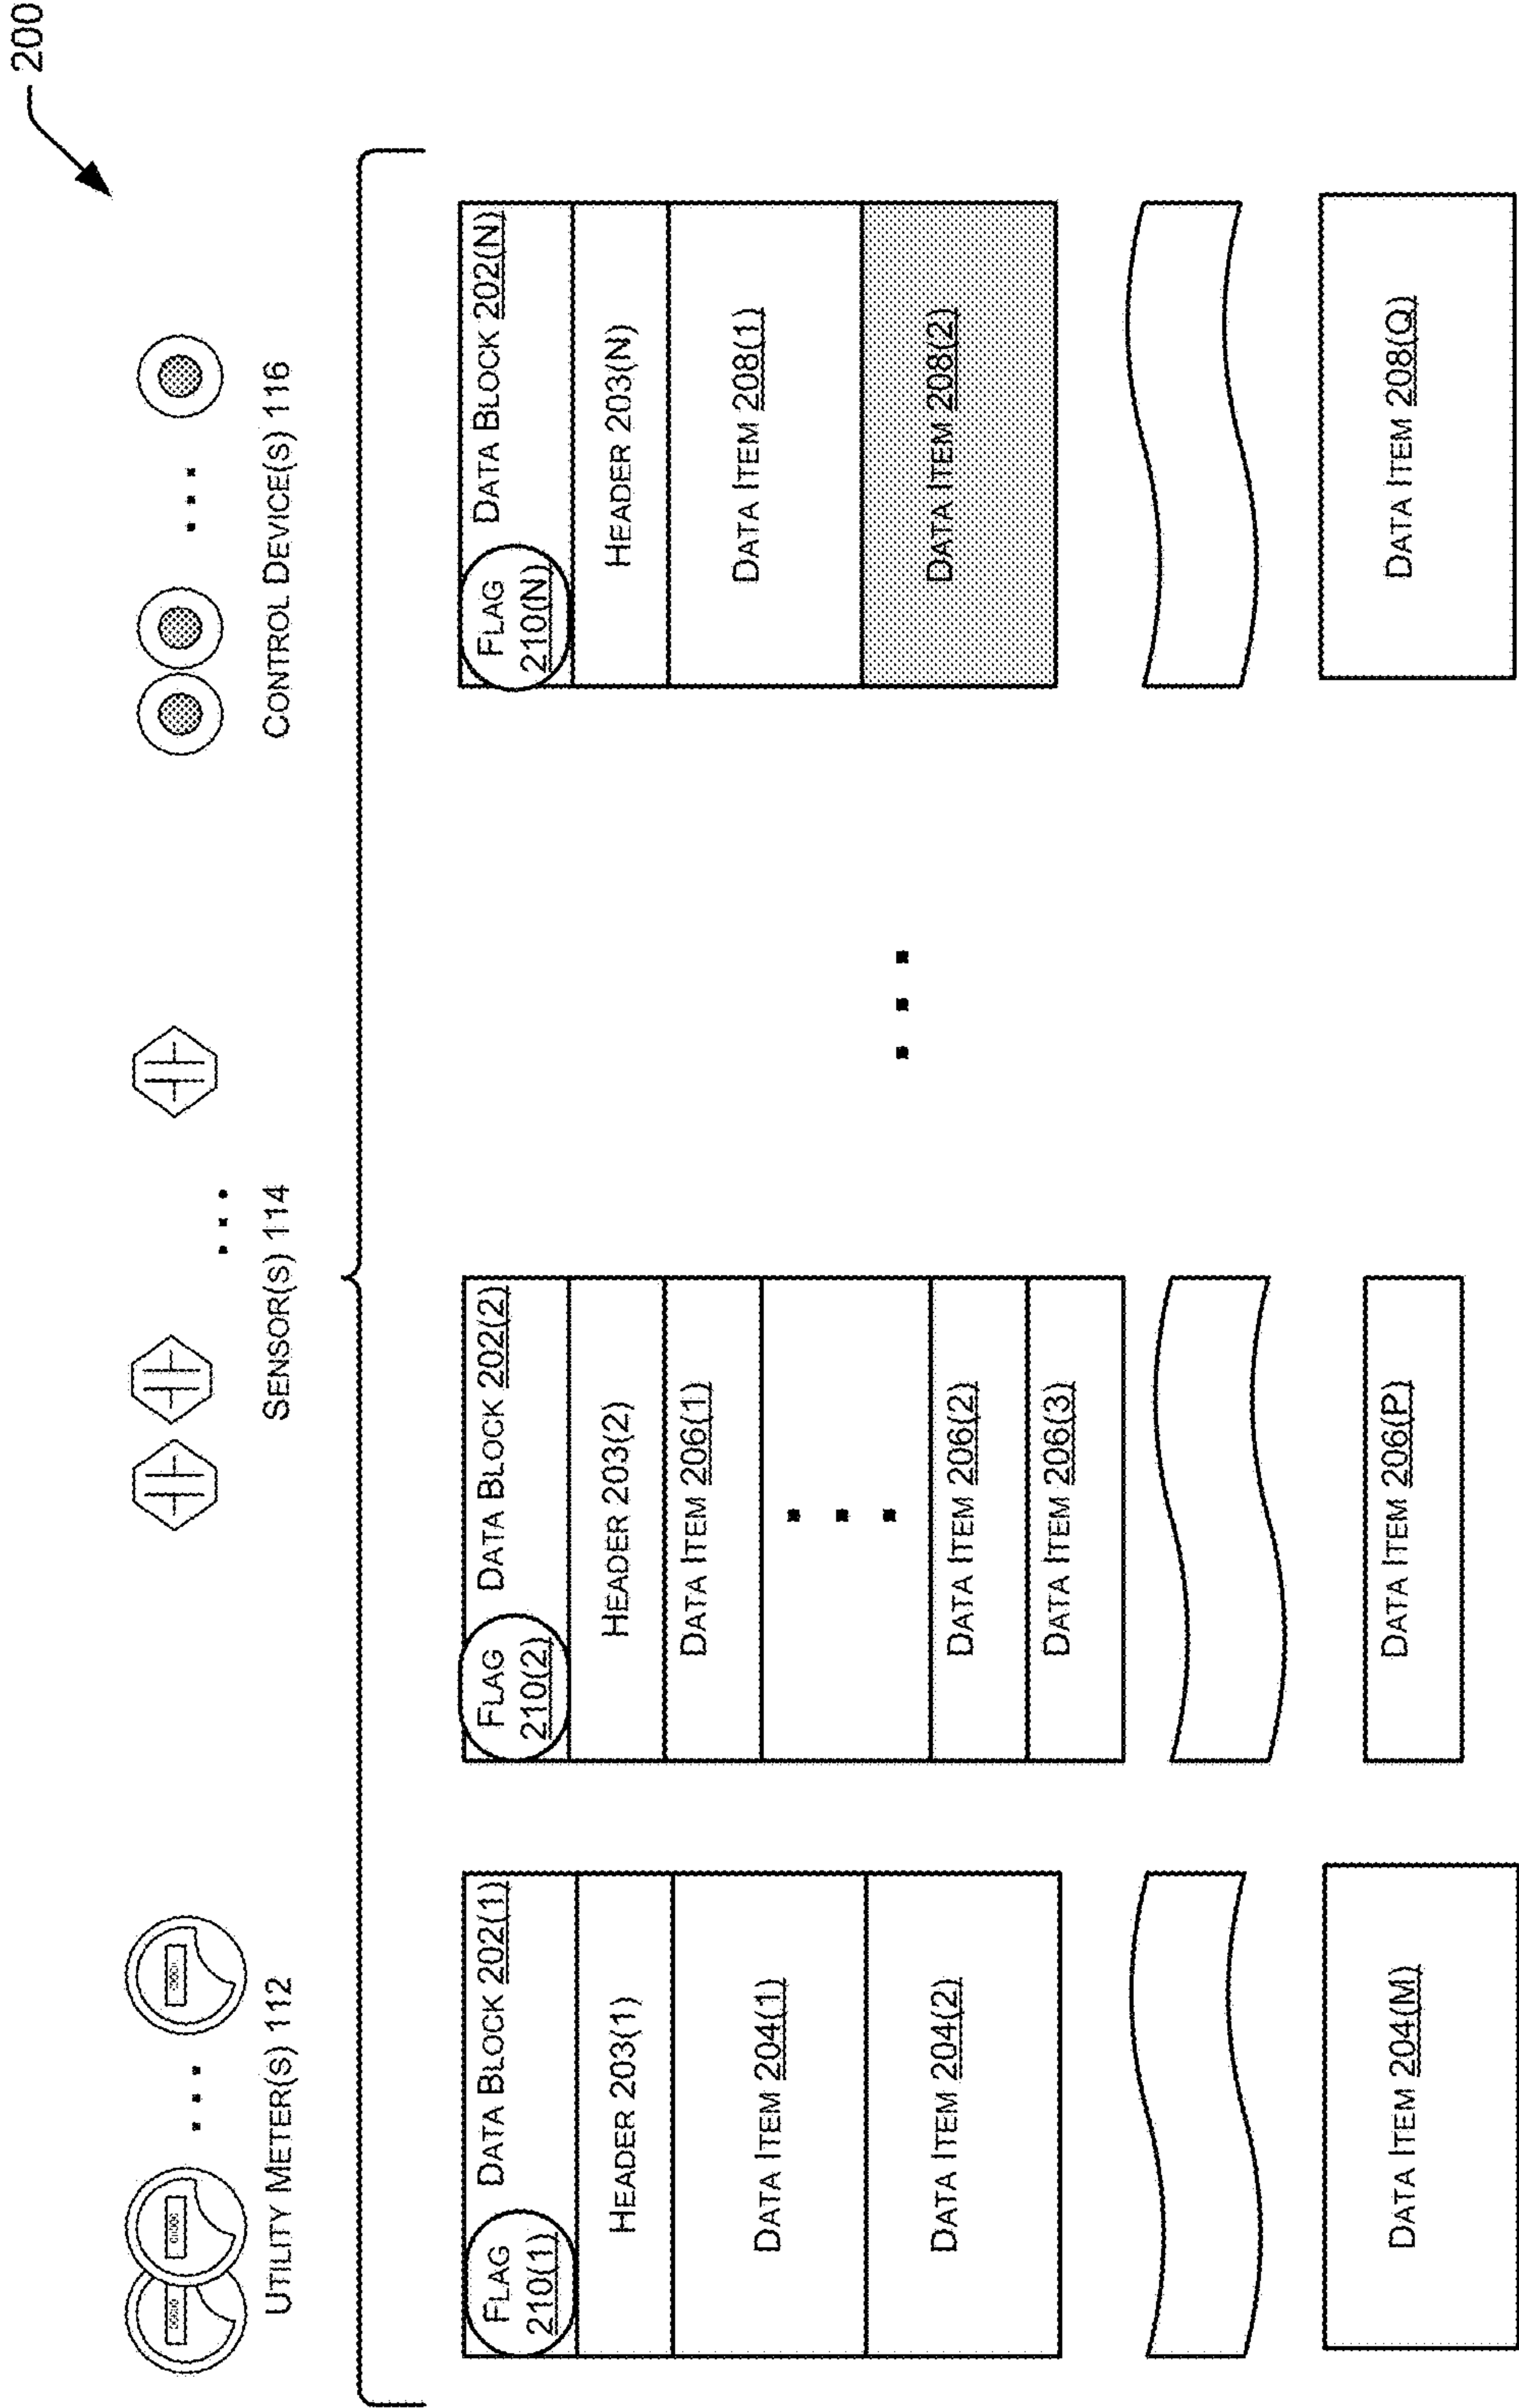 200
UTILITY METER(S) 112
SENSOR(S) 114
CONTROL DEVICE(S) 116
FLAG
210(1)
DATA BLOCK 202(1)
HEADER 203(1)
DATA ITEM 204(1)
DATA ITEM 204(2)
DATA ITEM 204(M)
FLAG
210(2)
DATA BLOCK 202(2)
HEADER 203(2)
DATA ITEM 206(1)
DATA ITEM 206(2)
DATA ITEM 206(3)
DATA ITEM 206(P)
FLAG
210(N)
DATA BLOCK 202(N)
HEADER 203(N)
DATA ITEM 208(1)
DATA ITEM 208(2)
DATA ITEM 208(Q)